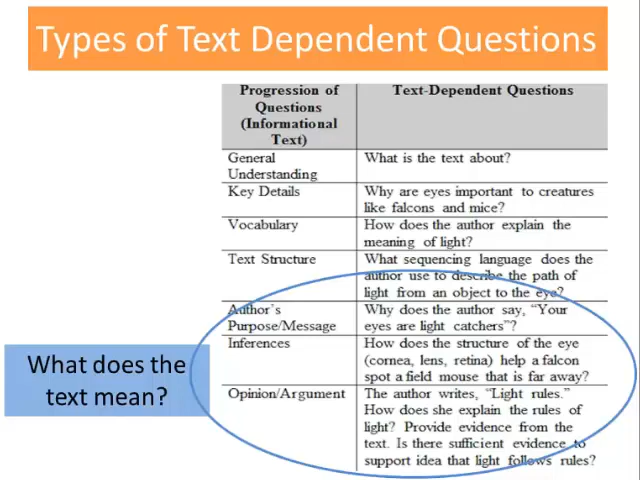 Types of Text Dependent Questions
Progression of Questions (Informational Text)
Text-Dependent Questions
General Understanding
What is the text about?
Key Details
Why are eyes important to creatures
like falcons and mice?
Vocabulary
How does the author explain the
meaning of light?
Text Structure
What sequencing language does the
author use to describe the path of
light from an object to the eye?
Author's
Purpose/Message
Why does the author say, "Your
eyes are light catchers"?
Inferences
How does the structure of the eye
(cornea, lens, retina) help a falcon
spot a field mouse that is far away?
Opinion/Argument
The author writes, "Light rules."
How does she explain the rules of
light? Provide evidence from the
text. Is there sufficient evidence to
support idea that light follows rules?
What does the
text mean?